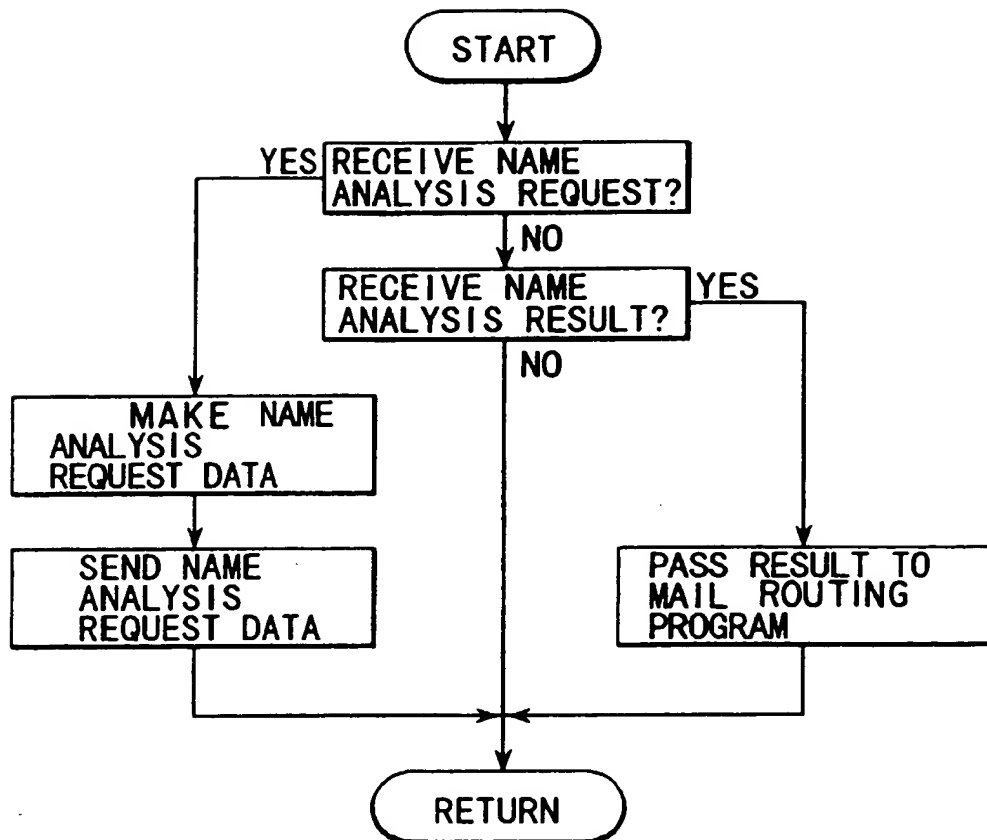 START
YES
RECEIVE NAME
ANALYSIS REQUEST?
NO
RECEIVE NAME
ANALYSIS RESULT?
YES
NO
MAKE NAME
ANALYSIS
REQUEST DATA
SEND NAME
ANALYSIS
REQUEST DATA
PASS RESULT TO
MAIL ROUTING
PROGRAM
RETURN